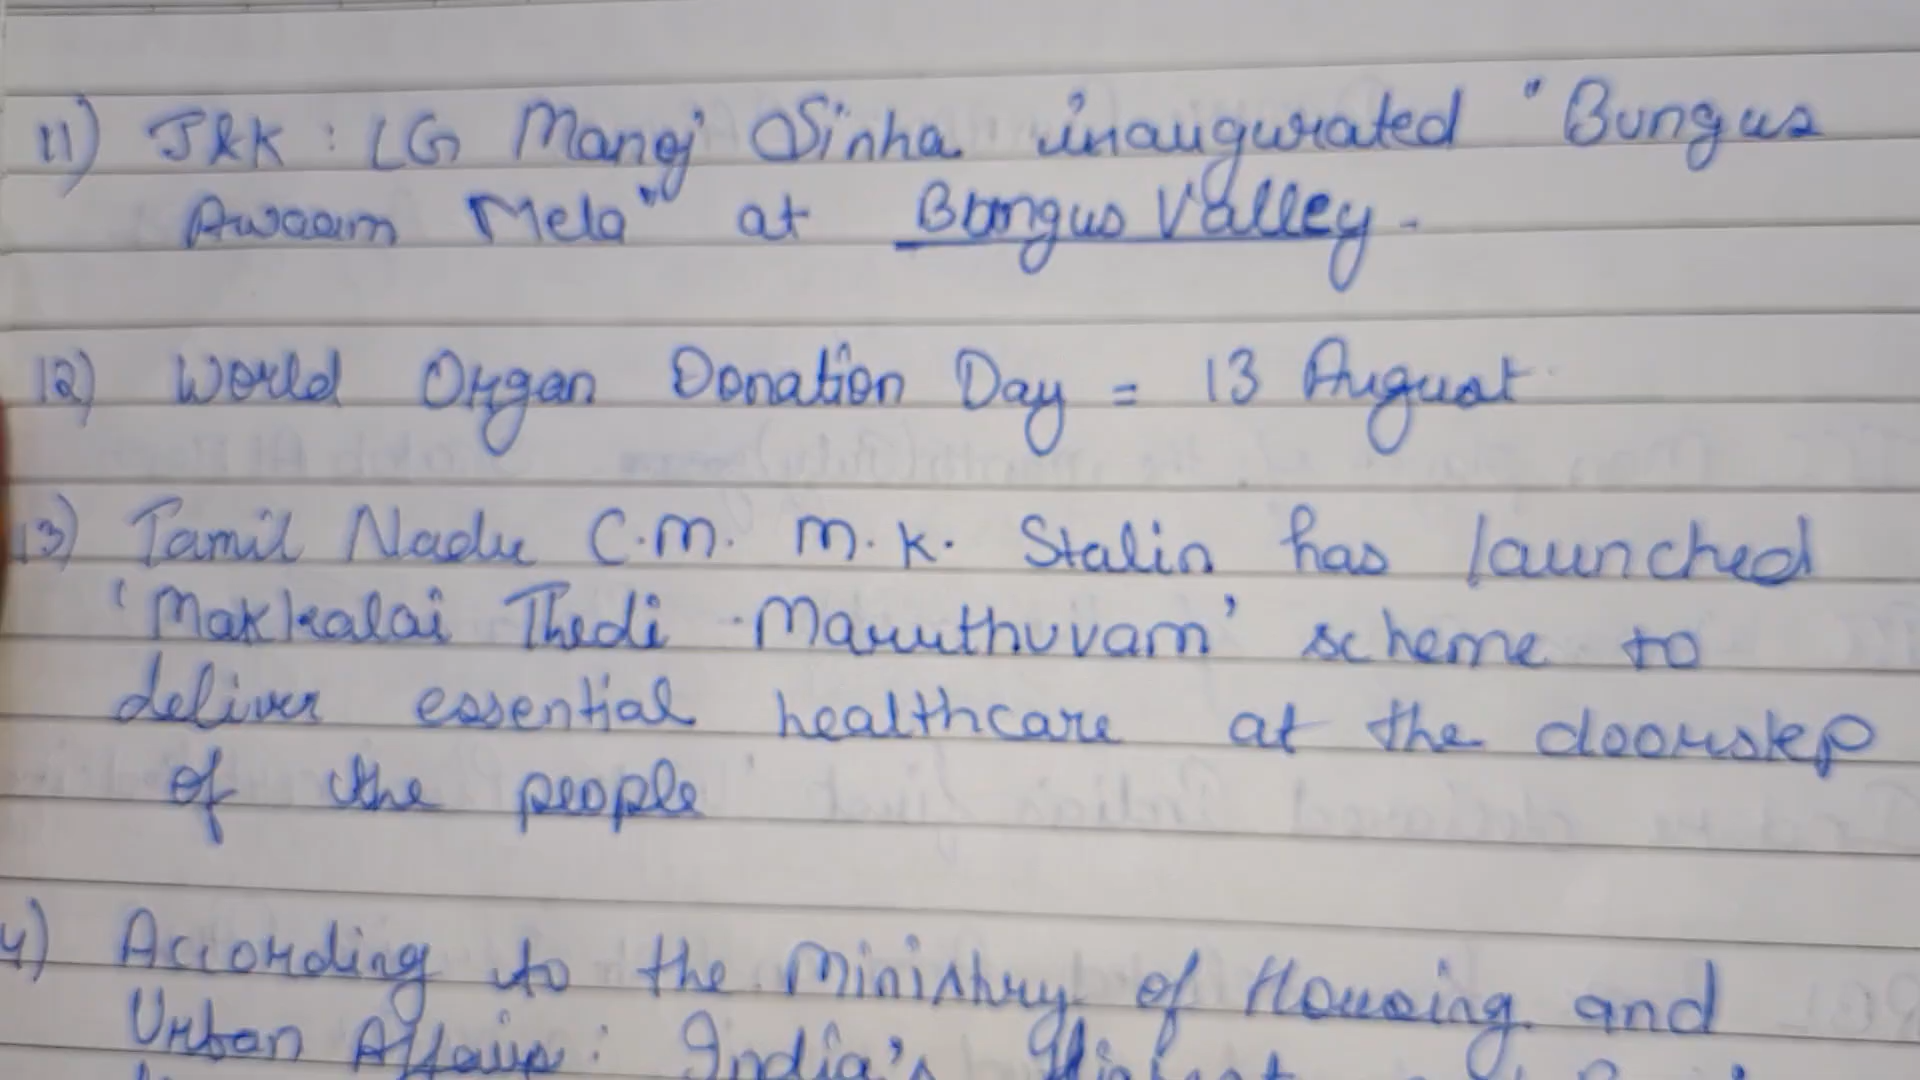 11) J&K : LG Manoj Sinha inaugurated "Bungus
Awaam Mela" at Bungus Valley.
12) World Organ Donation Day = 13 August
13) Tamil Nadu C.M. M.K. Stalin has launched
'Makkalai Thedi Maruthuvam' scheme to
deliver essential healthcare at the doorstep
of the people
4) According to the Ministry of Housing and
Urban Affairs : India's Highest